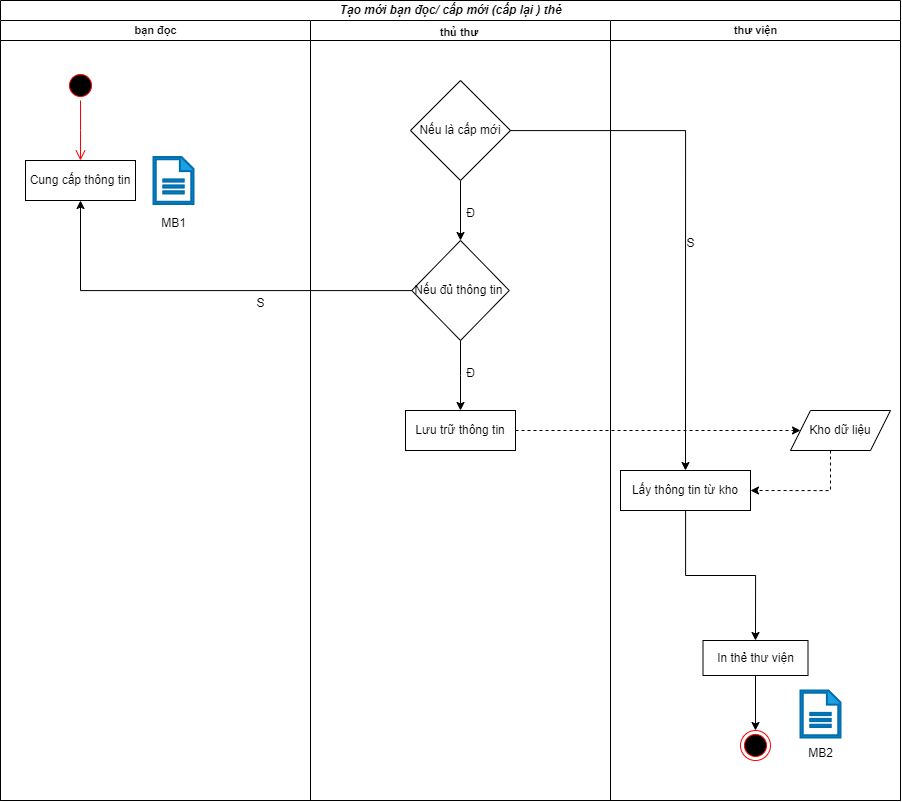 Tạo mới bạn đọc/ cấp mới (cấp lại ) thẻ
bạn đọc
thủ thư
thư viện
Nếu là cấp mới
Cung cấp thông tin
MB1
Đ
S
Nếu đủ thông tin
S
Đ
Lưu trữ thông tin
Kho dữ liệu
Lấy thông tin từ kho
In thẻ thư viện
MB2